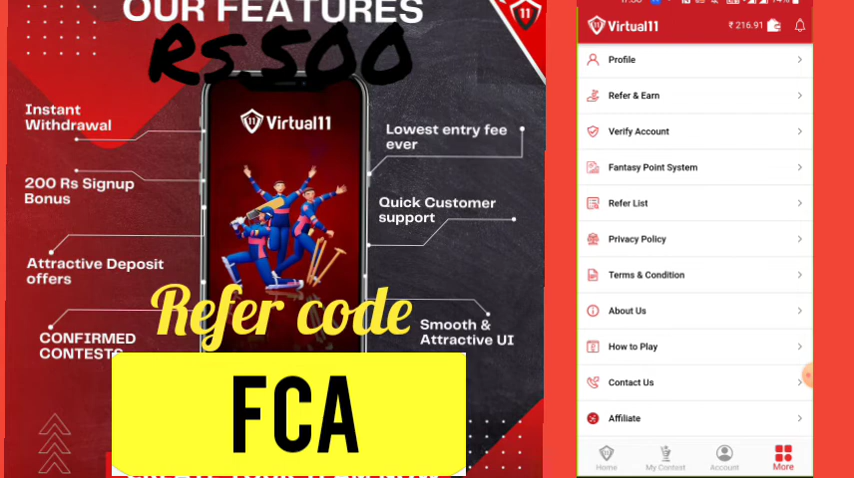 OUR FEATURES
Rs.500
Instant
Withdrawal
200 Rs Signup
Bonus
Attractive Deposit
offers
CONFIRMED
CONTESTS
11 Virtual11
Lowest entry fee
ever
Quick Customer
support
Smooth &
Attractive UI
Refer code
FCA
11
Virtual11
₹ 216.91
Profile
Refer & Earn
Verify Account
Fantasy Point System
Refer List
Privacy Policy
Terms & Condition
About Us
How to Play
Contact Us
Affiliate
Home
My Contest
Account
More